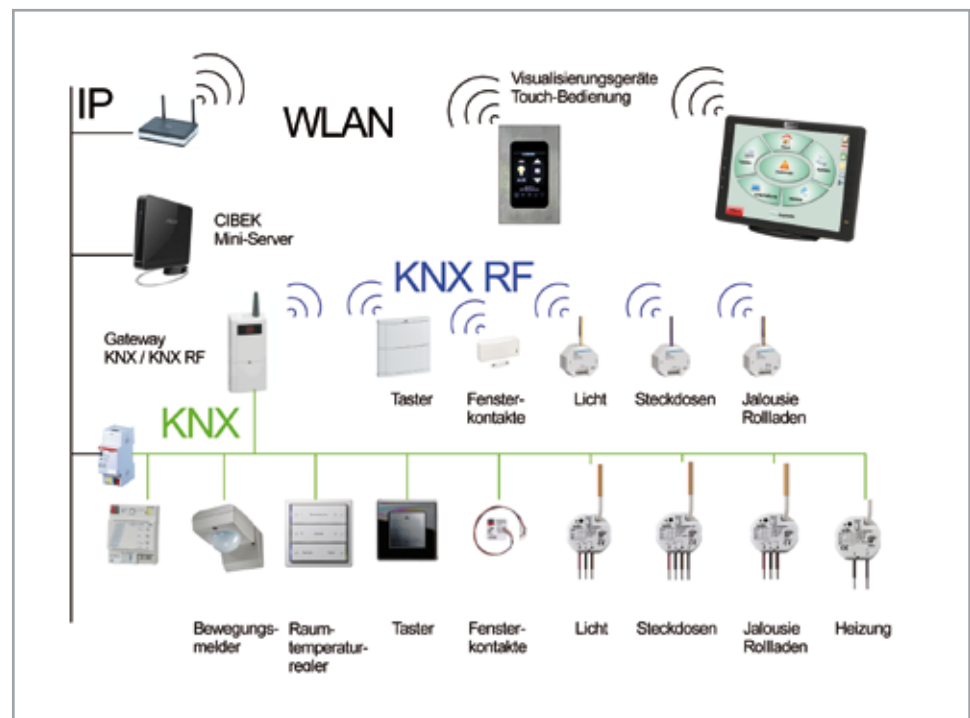 IP
WLAN
Visualisierungsgeräte
Touch-Bedienung
CIBEK
Mini-Server
KNX RF
Gateway
KNX / KNX RF
Taster
Fenster-
kontakte
Licht
Steckdosen
Jalousie
Rollladen
KNX
Bewegungs-
melder
Raum-
temperatur-
regler
Taster
Fenster-
kontakte
Licht
Steckdosen
Jalousie
Rollladen
Heizung